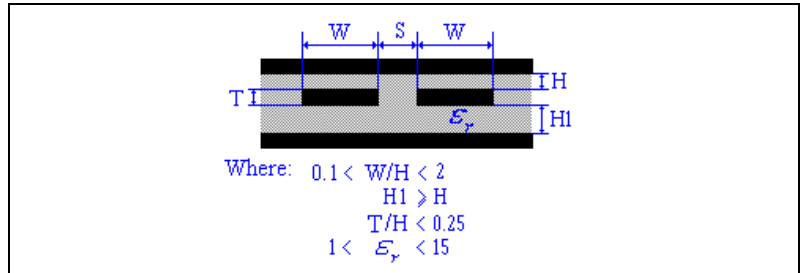 W S W
H
T
εr H1
Where: 0.1 < W/H < 2
H1 ⩾ H
T/H < 0.25
1 < εr < 15